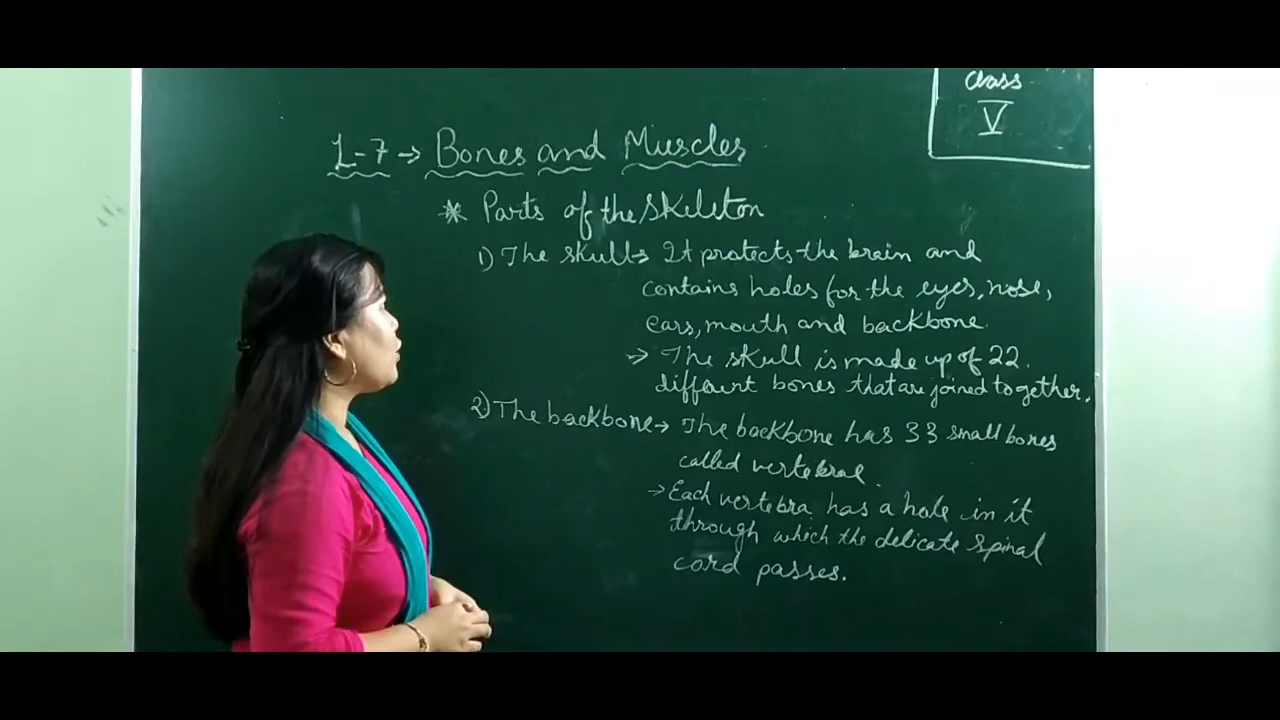 Class
V
L-7 → Bones and Muscles
* Parts of the Skeleton
1) The skull → It protects the brain and
contains holes for the eyes, nose,
ears, mouth and backbone.
→ The skull is made up of 22.
different bones that are joined together.
2) The backbone → The backbone has 33 small bones
called vertebrae.
→ Each vertebra has a hole in it
through which the delicate spinal
cord passes.